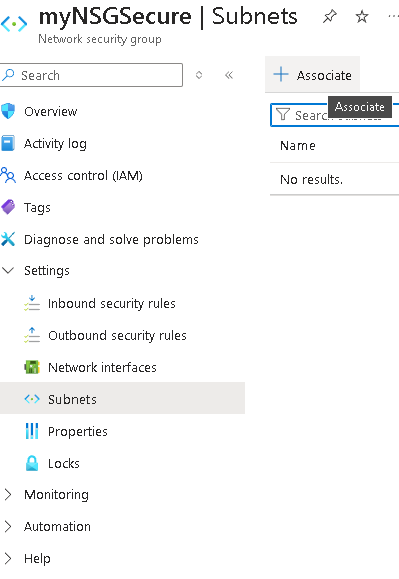 myNSGSecure | Subnets
Network security group
Search
Associate
Associate
Search subnets
Name
No results.
Overview
Activity log
Access control (IAM)
Tags
Diagnose and solve problems
Settings
Inbound security rules
Outbound security rules
Network interfaces
Subnets
Properties
Locks
Monitoring
Automation
Help